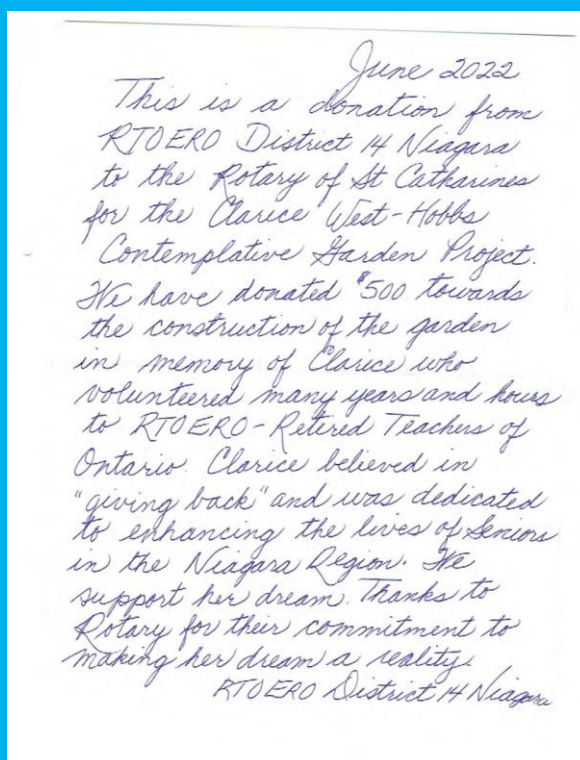 June 2022
This is a donation from
RTOERO District 14 Niagara
to the Rotary of St Catharines
for the Clarice West-Hobbs
Contemplative Garden Project.
We have donated $500 towards
the construction of the garden
in memory of Clarice who
volunteered many years and hours
to RTOERO-Retired Teachers of
Ontario. Clarice believed in
"giving back" and was dedicated
to enhancing the lives of Seniors
in the Niagara Region. We
support her dream. Thanks to
Rotary for their commitment to
making her dream a reality.
RTOERO District 14 Niagara